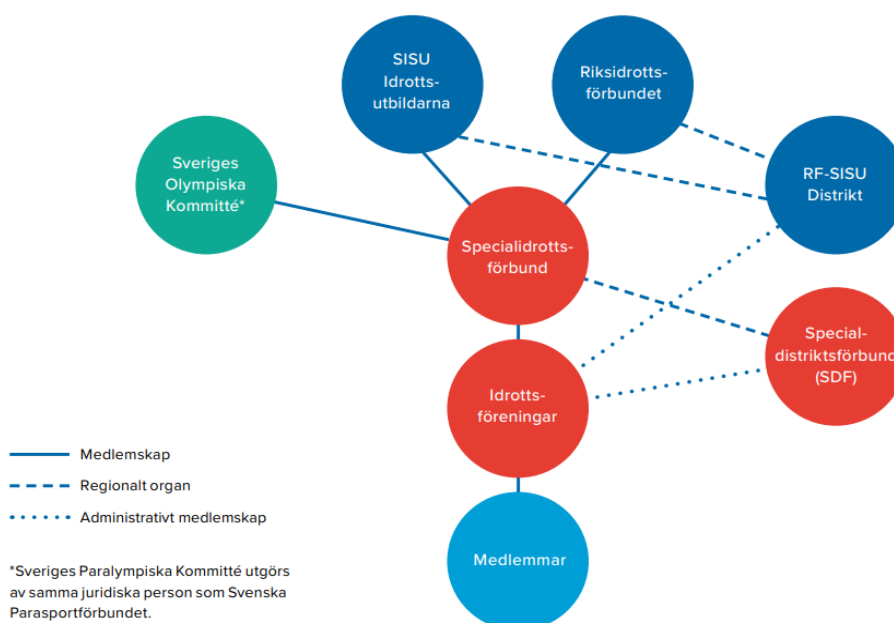 SISU
Idrotts-
utbildarna
Riksidrotts-
förbundet
Sveriges
Olympiska
Kommitté*
RF-SISU
Distrikt
Specialidrotts-
förbund
Special-
distriktsförbund
(SDF)
Idrotts-
föreningar
Medlemmar
Medlemskap
Regionalt organ
Administrativt medlemskap
*Sveriges Paralympiska Kommitté utgörs
av samma juridiska person som Svenska
Parasportförbundet.